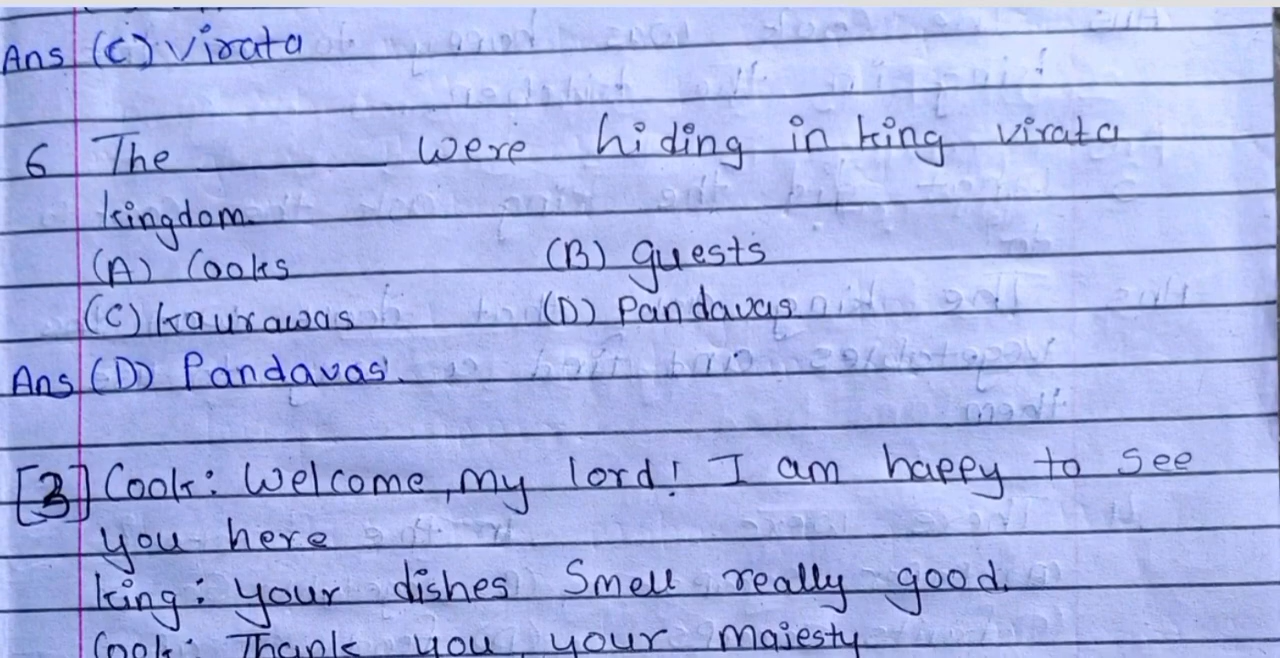 Ans (C) Virata
6 The ______ were hiding in king virata
kingdom.
(A) Cooks (B) guests
(C) kaurawas (D) Pandavas
Ans (D) Pandavas.
[3] Cook: Welcome, my lord! I am happy to see
you here
king: your dishes Smell really good.
Cook: Thank you, your majesty